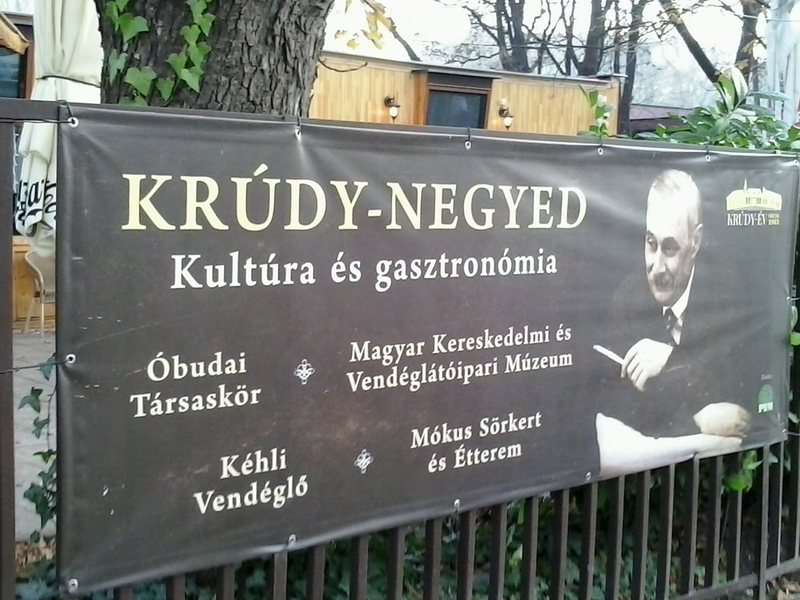 KRÚDY-NEGYED
Kultúra és gasztronómia
Óbudai
Társaskör
Magyar Kereskedelmi és
Vendéglátóipari Múzeum
Kéhli
Vendéglő
Mókus Sörkert
és Étterem
KRÚDY-ÉV